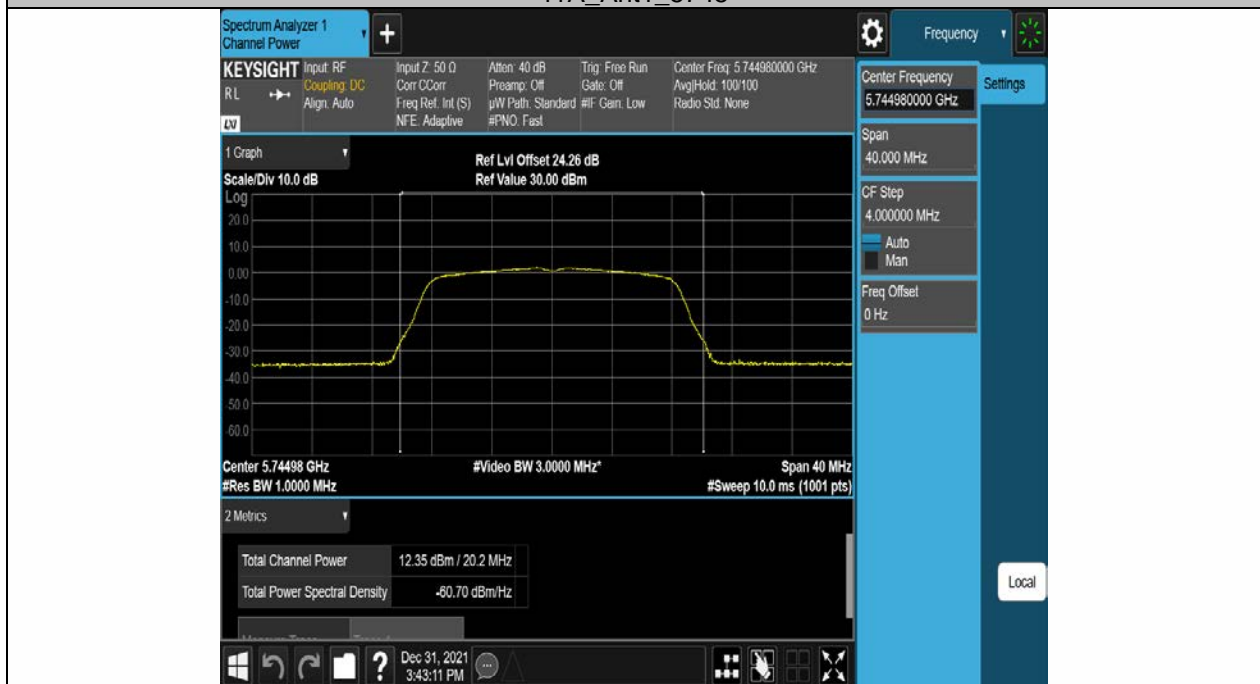 Spectrum Analyzer 1
Channel Power
+
Frequency
KEYSIGHT
RL
LXI
Input: RF
Coupling: DC
Align: Auto
Input Z: 50 Ω
Corr CCorr
Freq Ref: Int (S)
NFE: Adaptive
Atten: 40 dB
Preamp: Off
µW Path: Standard
#PNO: Fast
Trig: Free Run
Gate: Off
#IF Gain: Low
Center Freq: 5.744980000 GHz
Avg|Hold: 100/100
Radio Std: None
Center Frequency
5.744980000 GHz
Settings
Span
40.000 MHz
CF Step
4.000000 MHz
Auto
Man
Freq Offset
0 Hz
1 Graph
Scale/Div 10.0 dB
Ref Lvl Offset 24.26 dB
Ref Value 30.00 dBm
Log
20.0
10.0
0.00
-10.0
-20.0
-30.0
-40.0
-50.0
-60.0
Center 5.74498 GHz
#Res BW 1.0000 MHz
#Video BW 3.0000 MHz*
Span 40 MHz
#Sweep 10.0 ms (1001 pts)
2 Metrics
Total Channel Power 12.35 dBm / 20.2 MHz
Total Power Spectral Density -60.70 dBm/Hz
Local
?
Dec 31, 2021
3:43:11 PM